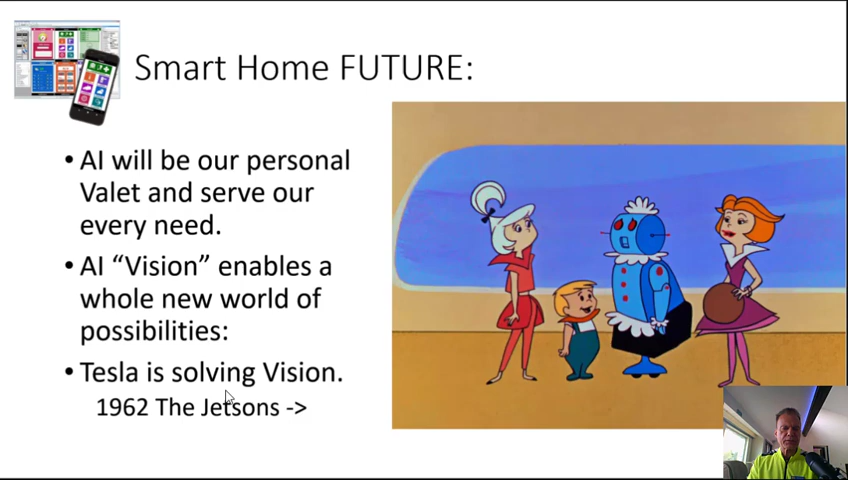 Smart Home FUTURE:
• AI will be our personal
Valet and serve our
every need.
• AI “Vision” enables a
whole new world of
possibilities:
• Tesla is solving Vision.
1962 The Jetsons ->